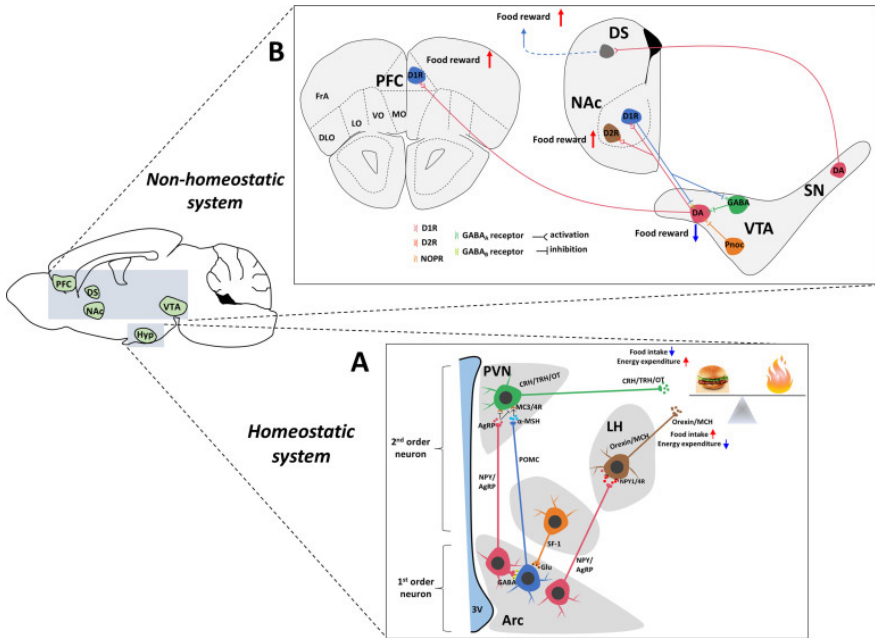 B
Food reward
DS
PFC
D1R
Food reward
FrA
LO
VO
MO
DLO
NAc
D1R
D2R
Food reward
DA
SN
GABA
DA
VTA
Food reward
Pnoc
D1R
D2R
NOPR
GABAA receptor
GABAB receptor
activation
inhibition
Non-homeostatic
system
PFC
DS
NAc
VTA
Hyp
Homeostatic
system
A
PVN
CRH/TRH/OT
Food intake
Energy expenditure
CRH/TRH/OT
MC3/4R
AgRP
α-MSH
LH
Orexin/MCH
Orexin/MCH
Food intake
Energy expenditure
2nd order
neuron
POMC
NPY/
AgRP
NPY1/4R
SF-1
Glu
NPY/
AgRP
GABA
1st order
neuron
3V
Arc